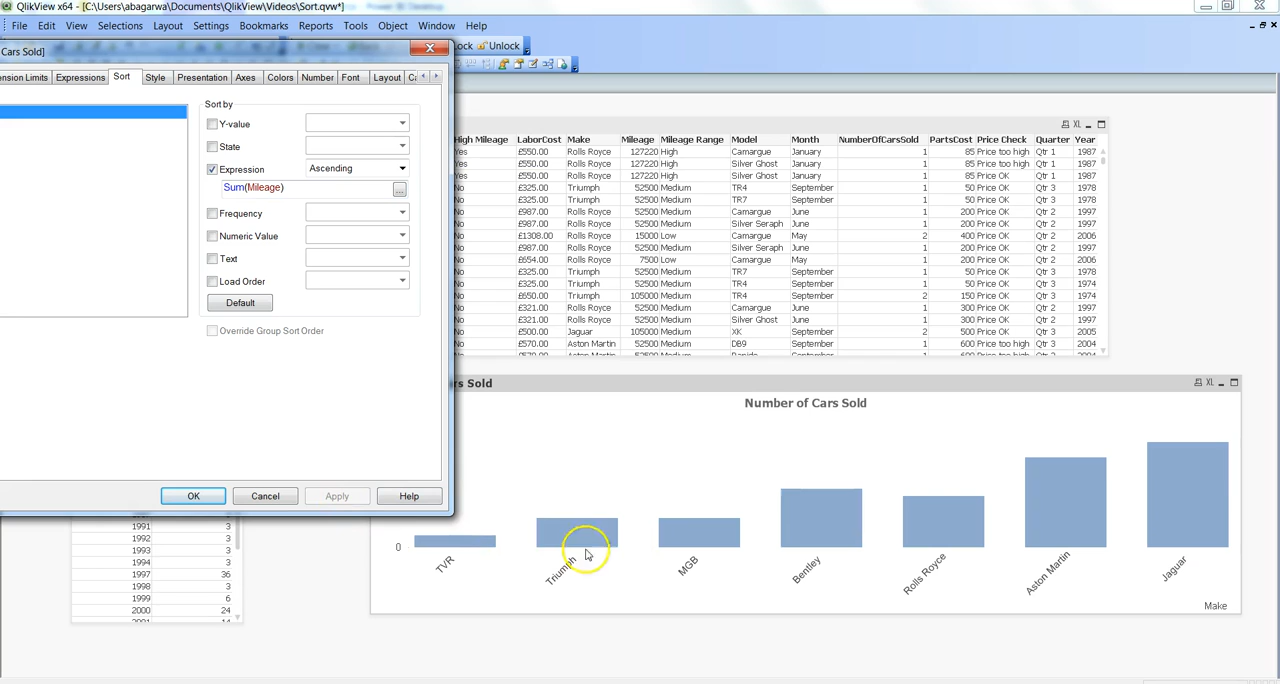 QlikView x64 - [C:\Users\abagarwa\Documents\QlikView\Videos\Sort.qvw*]
File Edit View Selections Layout Settings Bookmarks Reports Tools Object Window Help
Cars Sold]
ock Unlock
ension Limits Expressions Sort Style Presentation Axes Colors Number Font Layout Ca
Sort by
Y-value
State
Expression Ascending
Sum(Mileage) ...
Frequency
Numeric Value
Text
Load Order
Default
Override Group Sort Order
OK Cancel Apply Help
XL
High Mileage LaborCost Make Mileage Mileage Range Model Month NumberOfCarsSold PartsCost Price Check Quarter Year
Yes £550.00 Rolls Royce 127220 High Camargue January 1 85 Price too high Qtr 1 1987
Yes £550.00 Rolls Royce 127220 High Silver Ghost January 1 85 Price too high Qtr 1 1987
Yes £550.00 Rolls Royce 127220 High Silver Ghost January 1 85 Price too high Qtr 1 1987
No £325.00 Triumph 52500 Medium TR4 September 1 50 Price OK Qtr 3 1978
No £325.00 Triumph 52500 Medium TR7 September 1 50 Price OK Qtr 3 1978
No £987.00 Rolls Royce 52500 Medium Camargue June 1 200 Price OK Qtr 2 1997
No £987.00 Rolls Royce 52500 Medium Silver Seraph June 1 200 Price OK Qtr 2 1997
No £1308.00 Rolls Royce 15000 Low Camargue May 2 400 Price OK Qtr 2 2006
No £987.00 Rolls Royce 52500 Medium Silver Seraph June 1 200 Price OK Qtr 2 1997
No £654.00 Rolls Royce 7500 Low Camargue May 1 200 Price OK Qtr 2 2006
No £325.00 Triumph 52500 Medium TR7 September 1 50 Price OK Qtr 3 1978
No £325.00 Triumph 52500 Medium TR4 September 1 50 Price OK Qtr 3 1974
No £650.00 Triumph 105000 Medium TR4 September 2 150 Price OK Qtr 3 1974
No £321.00 Rolls Royce 52500 Medium Camargue June 1 300 Price OK Qtr 2 1997
No £321.00 Rolls Royce 52500 Medium Silver Ghost June 1 300 Price OK Qtr 2 1997
No £500.00 Jaguar 105000 Medium XK September 2 500 Price OK Qtr 3 2005
No £570.00 Aston Martin 52500 Medium DB9 September 1 600 Price too high Qtr 3 2004
rs Sold XL
Number of Cars Sold
0
TVR Triumph MGB Bentley Rolls Royce Aston Martin Jaguar
Make
1991 3
1992 3
1993 3
1994 3
1997 36
1998 3
1999 6
2000 24